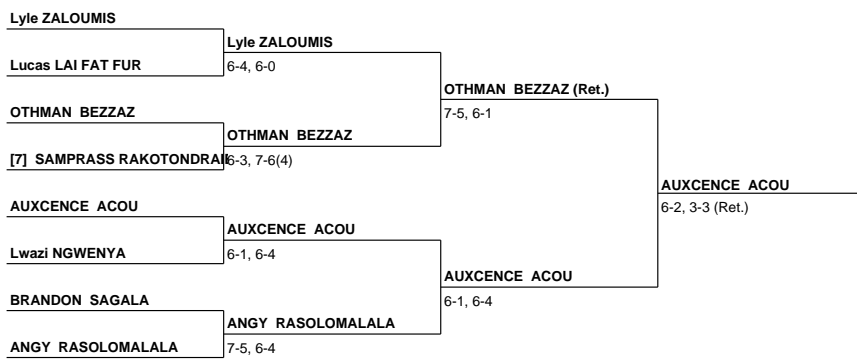 Lyle ZALOUMIS
Lyle ZALOUMIS
Lucas LAI FAT FUR
6-4, 6-0
OTHMAN BEZZAZ (Ret.)
OTHMAN BEZZAZ
7-5, 6-1
OTHMAN BEZZAZ
[7] SAMPRASS
6-3, 7-6(4)
AUXCENCE ACOU
AUXCENCE ACOU
6-2, 3-3 (Ret.)
AUXCENCE ACOU
Lwazi NGWENYA
6-1, 6-4
AUXCENCE ACOU
BRANDON SAGALA
6-1, 6-4
ANGY RASOLOMALALA
ANGY RASOLOMALALA
7-5, 6-4